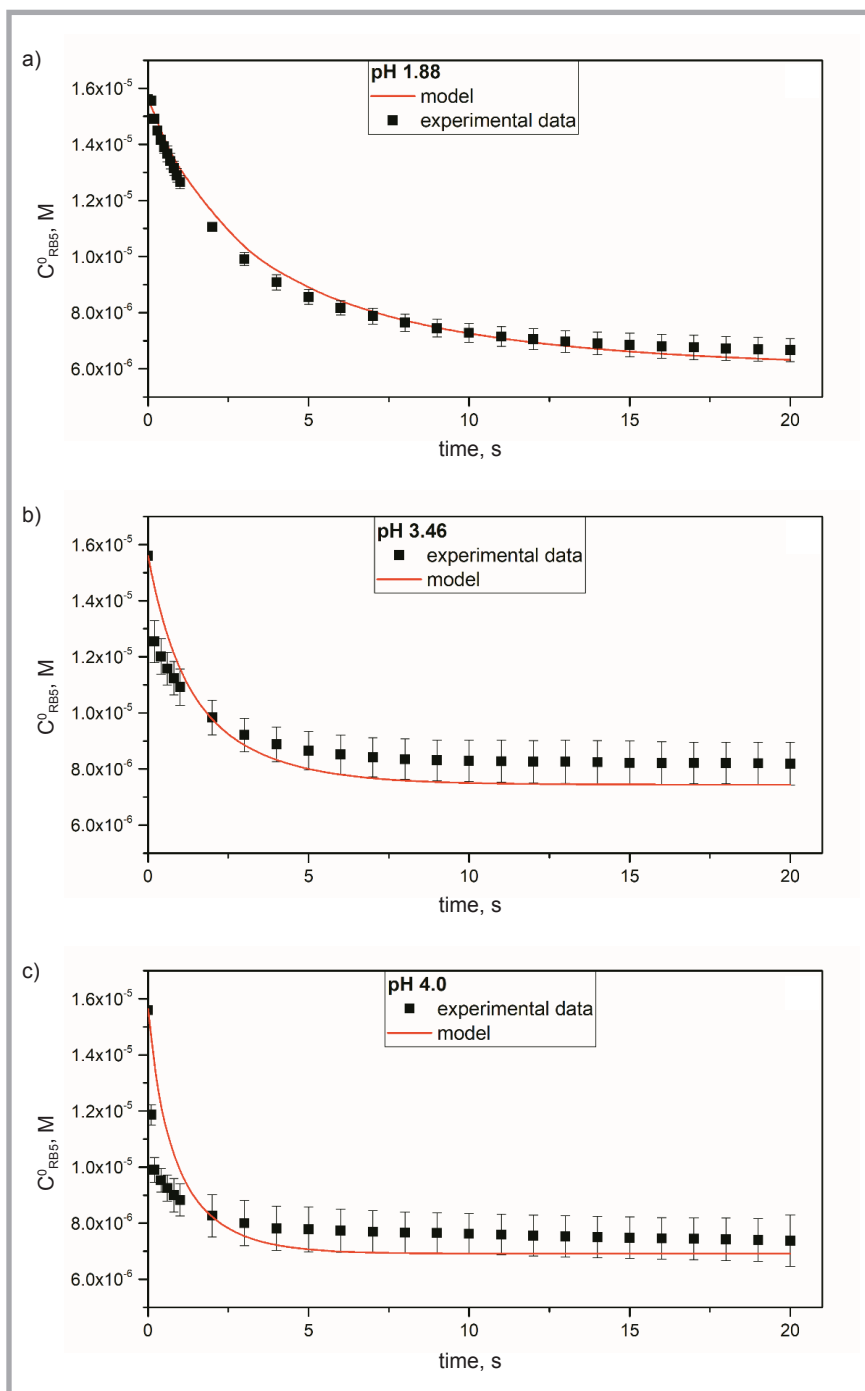 a)
pH 1.88
model
experimental data
1.6x10⁻⁵
1.4x10⁻⁵
1.2x10⁻⁵
1.0x10⁻⁵
8.0x10⁻⁶
6.0x10⁻⁶
C⁰RB5, M
0 5 10 15 20
time, s
b)
pH 3.46
experimental data
model
1.6x10⁻⁵
1.4x10⁻⁵
1.2x10⁻⁵
1.0x10⁻⁵
8.0x10⁻⁶
6.0x10⁻⁶
C⁰RB5, M
0 5 10 15 20
time, s
c)
pH 4.0
experimental data
model
1.6x10⁻⁵
1.4x10⁻⁵
1.2x10⁻⁵
1.0x10⁻⁵
8.0x10⁻⁶
6.0x10⁻⁶
C⁰RB5, M
0 5 10 15 20
time, s